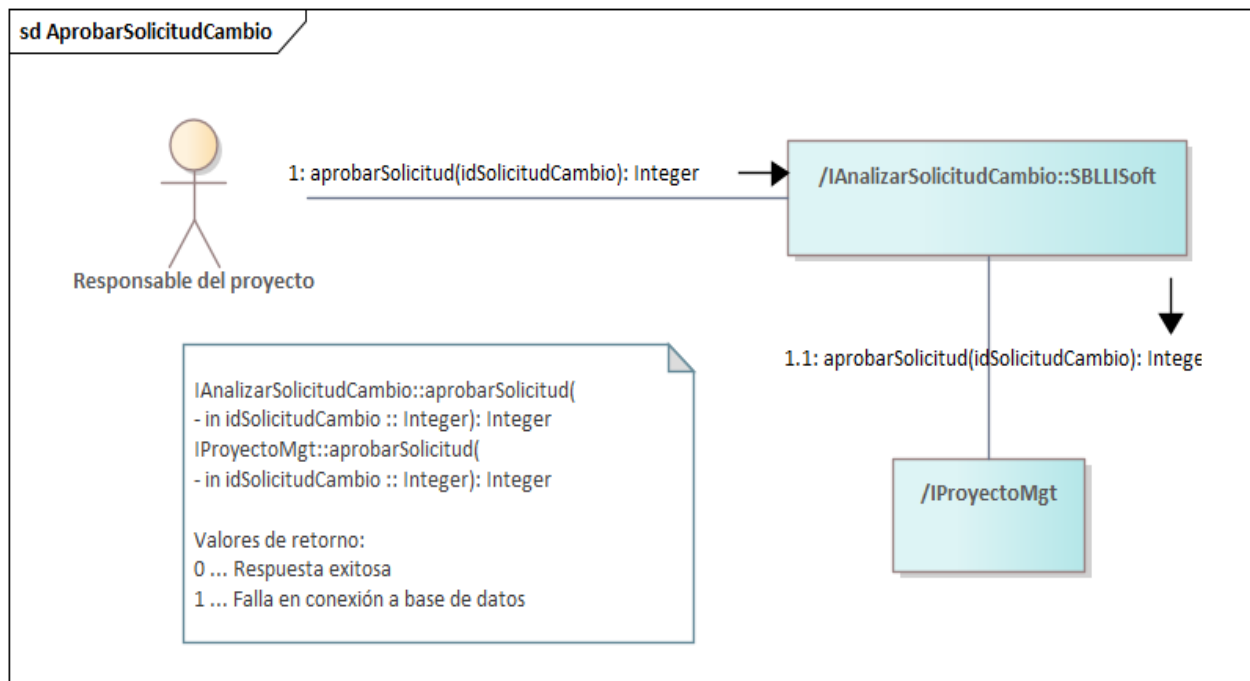 sd AprobarSolicitudCambio
1: aprobarSolicitud(idSolicitudCambio): Integer
/IAnalizarSolicitudCambio::SBLLISoft
Responsable del proyecto
1.1: aprobarSolicitud(idSolicitudCambio): Intege
IAnalizarSolicitudCambio::aprobarSolicitud(
- in idSolicitudCambio :: Integer): Integer
IProyectoMgt::aprobarSolicitud(
- in idSolicitudCambio :: Integer): Integer
Valores de retorno:
0 ... Respuesta exitosa
1 ... Falla en conexión a base de datos
/IProyectoMgt